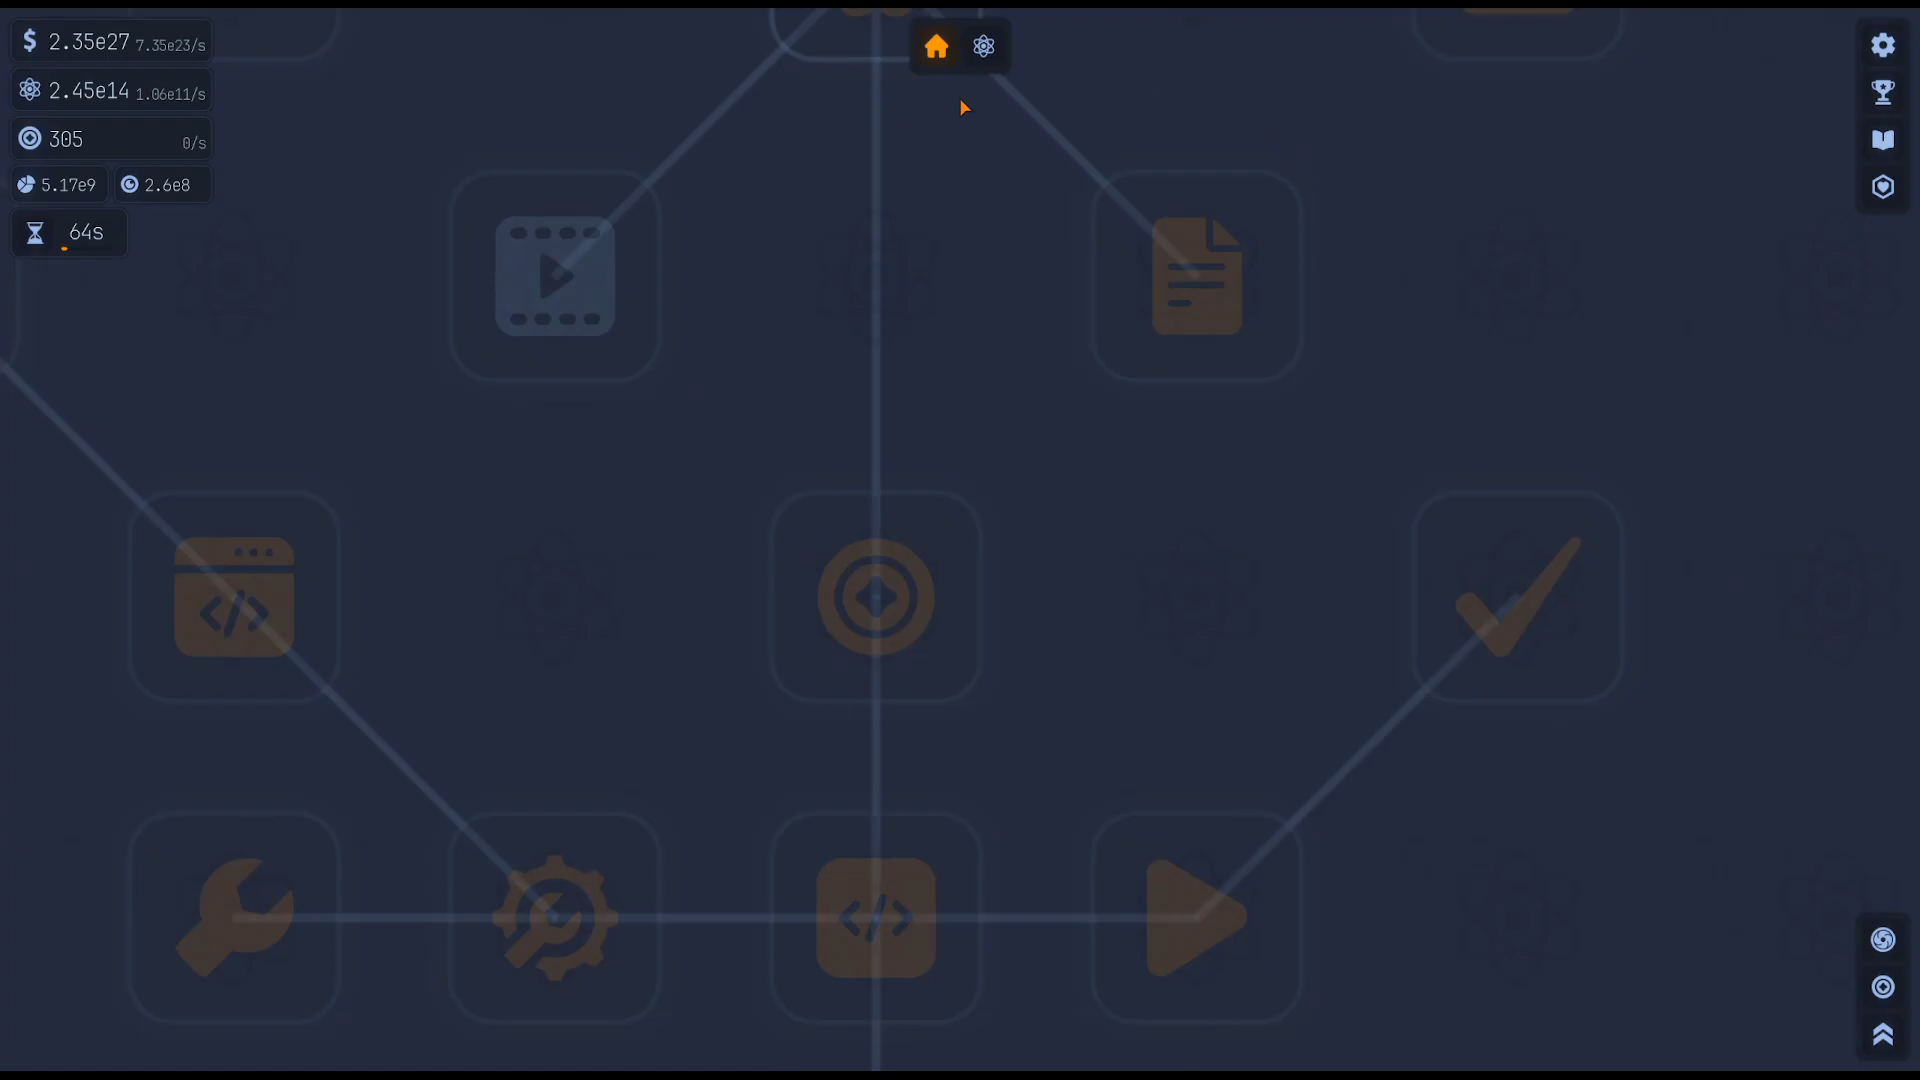 $ 2.35e27 7.35e23/s
2.45e14 1.06e11/s
305 0/s
5.17e9 2.6e8
64s